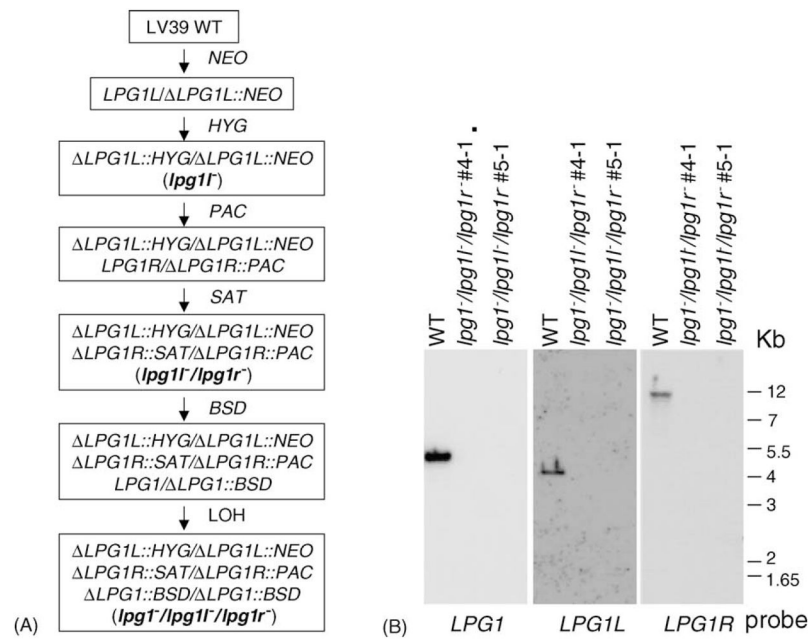 LV39 WT
NEO
LPG1L/ΔLPG1L::NEO
HYG
ΔLPG1L::HYG/ΔLPG1L::NEO
(lpg1l⁻)
PAC
ΔLPG1L::HYG/ΔLPG1L::NEO
LPG1R/ΔLPG1R::PAC
SAT
ΔLPG1L::HYG/ΔLPG1L::NEO
ΔLPG1R::SAT/ΔLPG1R::PAC
(lpg1l⁻/lpg1r⁻)
BSD
ΔLPG1L::HYG/ΔLPG1L::NEO
ΔLPG1R::SAT/ΔLPG1R::PAC
LPG1/ΔLPG1::BSD
LOH
ΔLPG1L::HYG/ΔLPG1L::NEO
ΔLPG1R::SAT/ΔLPG1R::PAC
ΔLPG1::BSD/ΔLPG1::BSD
(lpg1⁻/lpg1l⁻/lpg1r⁻)
(A)
WT
lpg1⁻/lpg1l⁻/lpg1r⁻ #4-1
lpg1⁻/lpg1l⁻/lpg1r⁻ #5-1
WT
lpg1⁻/lpg1l⁻/lpg1r⁻ #4-1
lpg1⁻/lpg1l⁻/lpg1r⁻ #5-1
WT
lpg1⁻/lpg1l⁻/lpg1r⁻ #4-1
lpg1⁻/lpg1l⁻/lpg1r⁻ #5-1
Kb
12
7
5.5
4
3
2
1.65
(B)
LPG1 LPG1L LPG1R probe